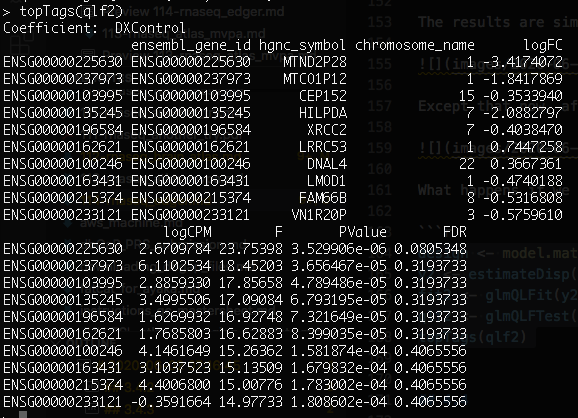 > topTags(qlf2)
Coefficient:  DXControl
ensembl_gene_id hgnc_symbol chromosome_name logFC
ENSG00000225630 ENSG00000225630 MTND2P28 1 -3.4174072
ENSG00000237973 ENSG00000237973 MTCO1P12 1 -1.8417869
ENSG00000103995 ENSG00000103995 CEP152 15 -0.3533940
ENSG00000135245 ENSG00000135245 HILPDA 7 -2.0882797
ENSG00000196584 ENSG00000196584 XRCC2 7 -0.4038470
ENSG00000162621 ENSG00000162621 LRRC53 1 0.7447258
ENSG00000100246 ENSG00000100246 DNAL4 22 0.3667361
ENSG00000163431 ENSG00000163431 LMOD1 1 -0.4740188
ENSG00000215374 ENSG00000215374 FAM66B 8 -0.5316808
ENSG00000233121 ENSG00000233121 VN1R20P 3 -0.5759610
logCPM F PValue FDR
ENSG00000225630 2.6709784 23.75398 3.529906e-06 0.0805348
ENSG00000237973 6.1102534 18.45203 3.656467e-05 0.3193733
ENSG00000103995 2.8859330 17.85658 4.789486e-05 0.3193733
ENSG00000135245 3.4995506 17.09084 6.793195e-05 0.3193733
ENSG00000196584 1.6269932 16.92748 7.321649e-05 0.3193733
ENSG00000162621 1.7685803 16.62883 8.399035e-05 0.3193733
ENSG00000100246 4.1461649 15.26362 1.581874e-04 0.4065556
ENSG00000163431 2.1037523 15.13509 1.679832e-04 0.4065556
ENSG00000215374 4.4006800 15.00776 1.783002e-04 0.4065556
ENSG00000233121 -0.3591664 14.97733 1.808602e-04 0.4065556